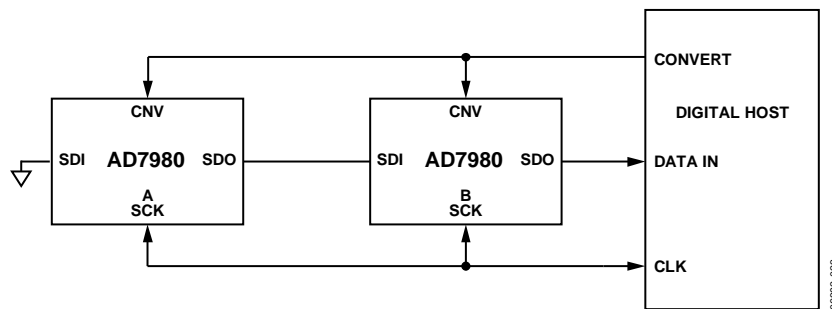 CONVERT
CNV
CNV
DIGITAL HOST
SDI AD7980 SDO
SDI AD7980 SDO
DATA IN
A
SCK
B
SCK
CLK